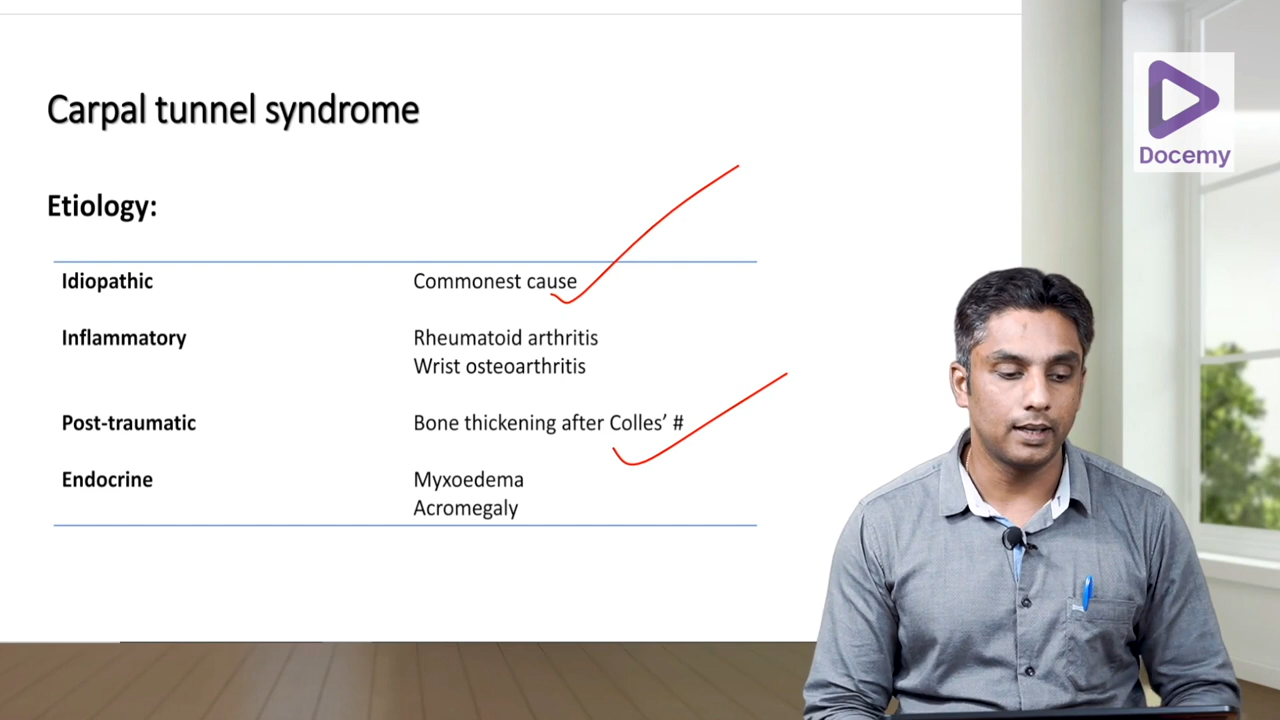 Carpal tunnel syndrome
Docemy
Etiology:
Idiopathic Commonest cause
Inflammatory Rheumatoid arthritis
Wrist osteoarthritis
Post-traumatic Bone thickening after Colles’ #
Endocrine Myxoedema
Acromegaly